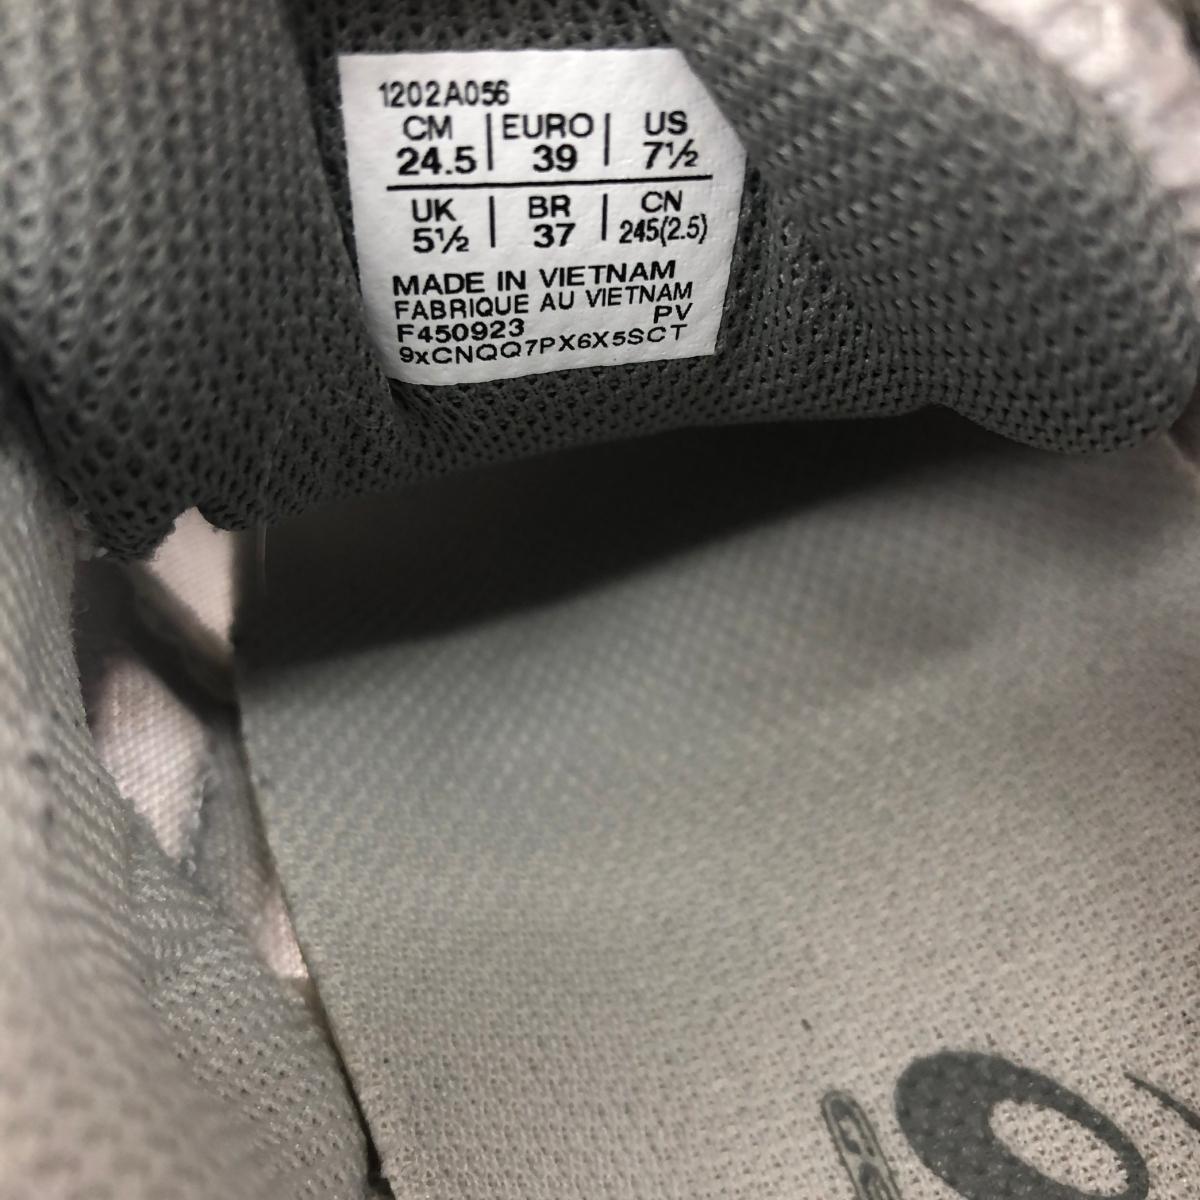 1202A056
CM | EURO | US
24.5 | 39 | 7½
UK | BR | CN
5½ | 37 | 245(2.5)
MADE IN VIETNAM
FABRIQUE AU VIETNAM
F450923 PV
9xCNQQ7PX6X5SCT